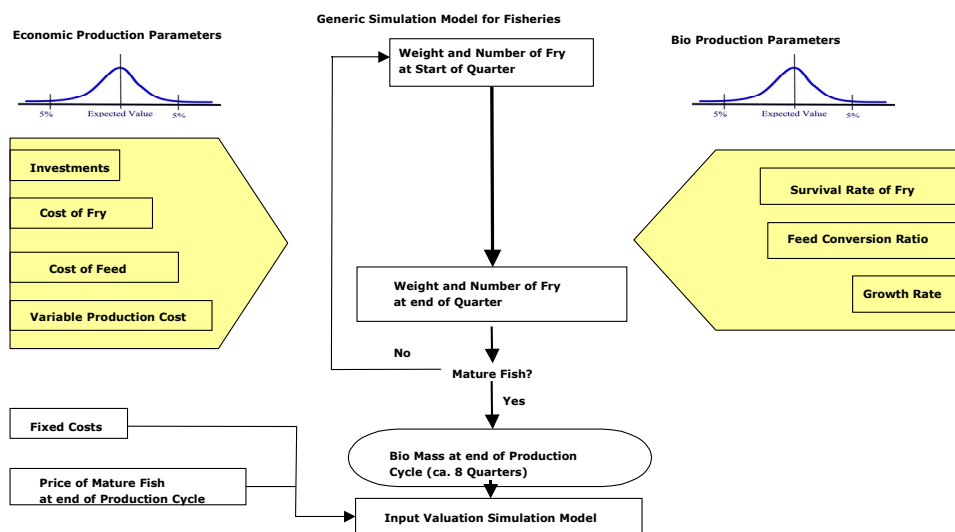 Generic Simulation Model for Fisheries
Economic Production Parameters
5%
Expected Value
5%
Investments
Cost of Fry
Cost of Feed
Variable Production Cost
Weight and Number of Fry
at Start of Quarter
Weight and Number of Fry
at end of Quarter
No
Mature Fish?
Yes
Bio Production Parameters
5%
Expected Value
5%
Survival Rate of Fry
Feed Conversion Ratio
Growth Rate
Fixed Costs
Price of Mature Fish
at end of Production Cycle
Bio Mass at end of Production
Cycle (ca. 8 Quarters)
Input Valuation Simulation Model